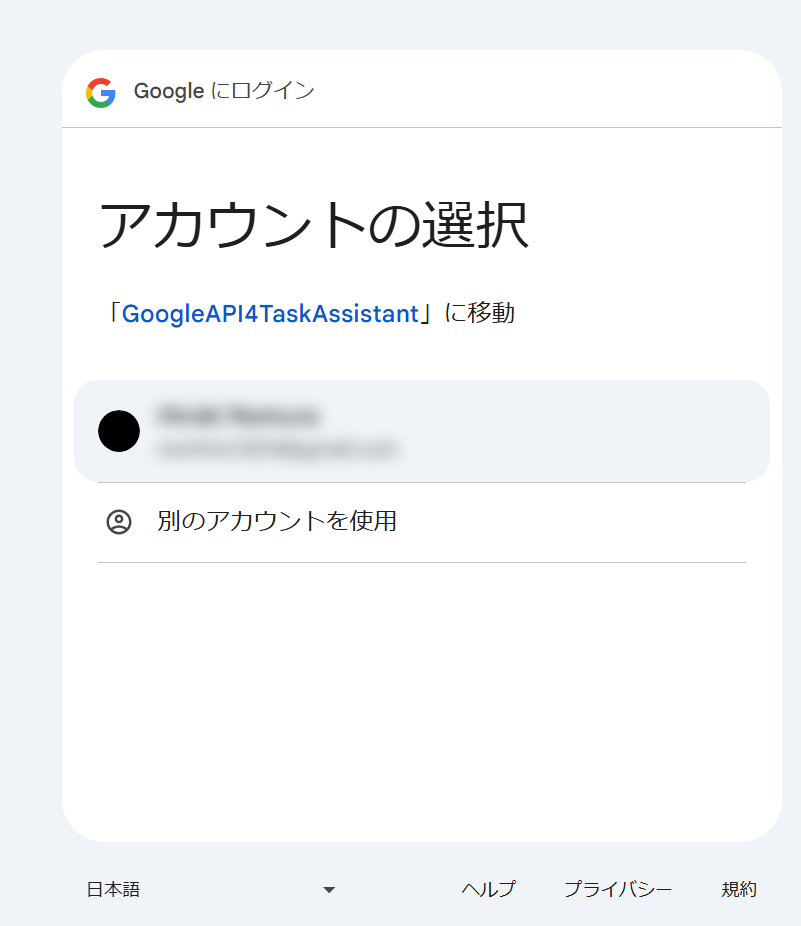 Google にログイン
アカウントの選択
「GoogleAPI4TaskAssistant」に移動
別のアカウントを使用
日本語
ヘルプ プライバシー 規約